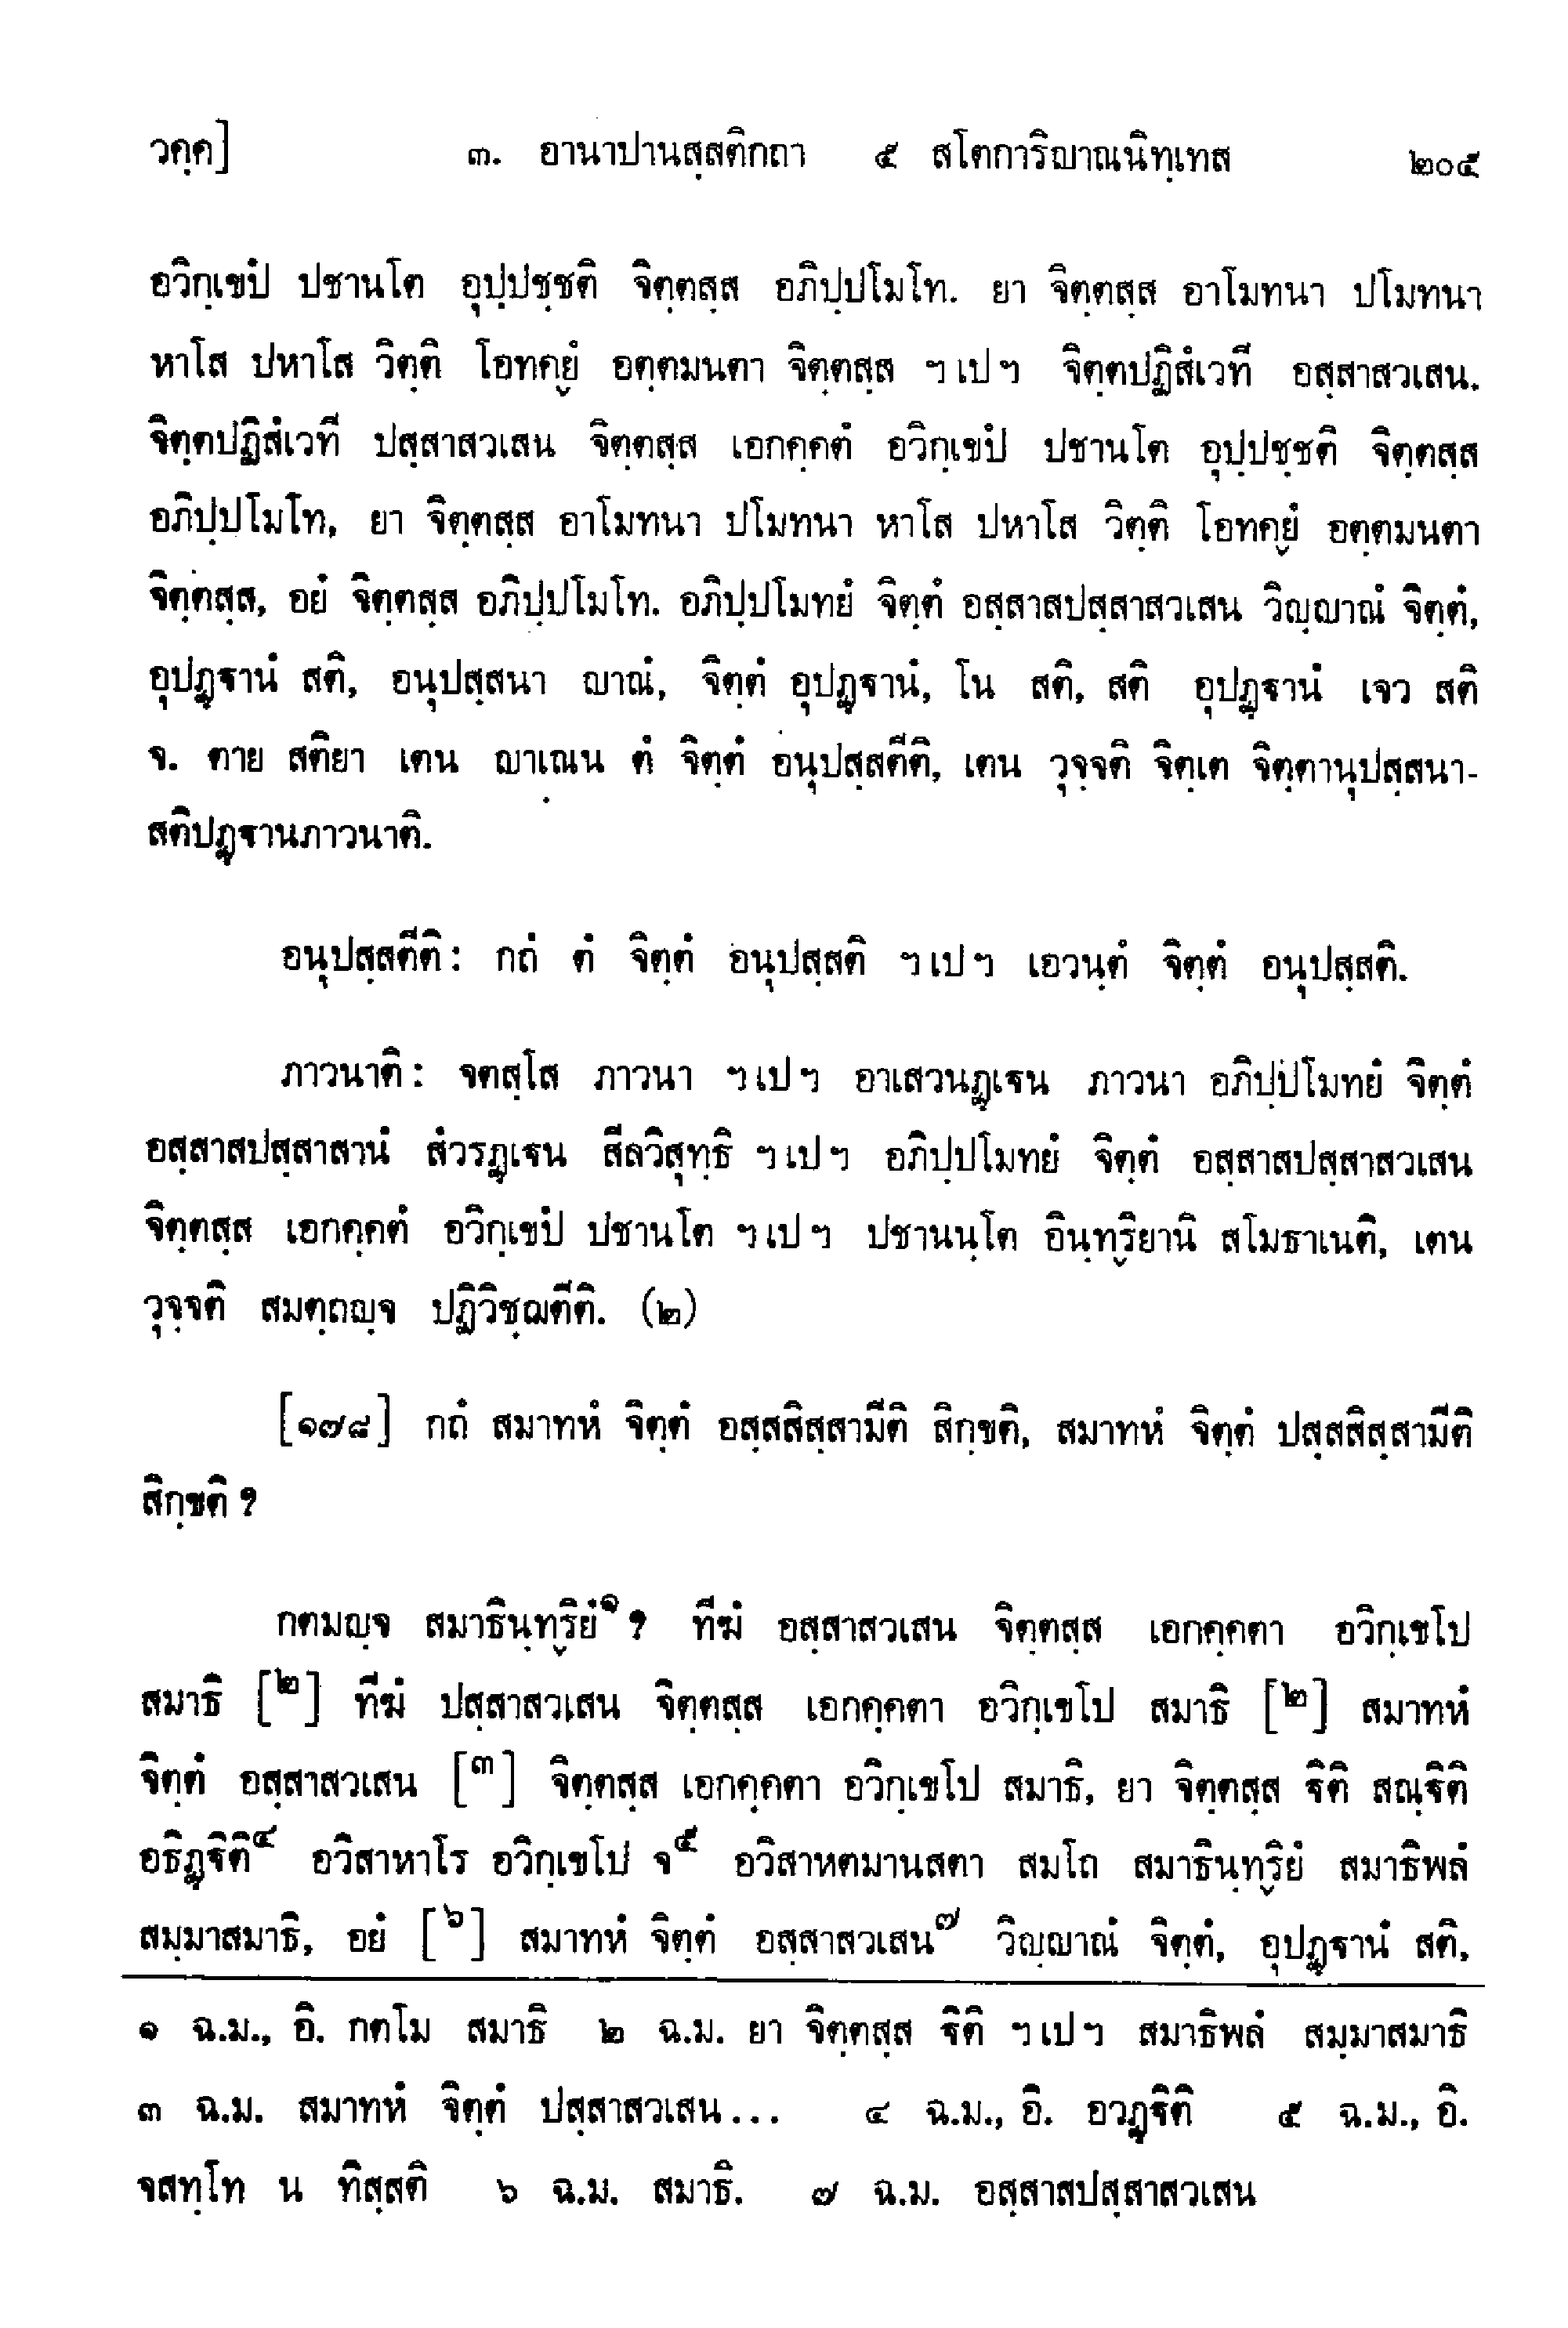 วคฺค] ๓. อานาปานสฺสติกถา ๕ สโตการิญาณนิทฺเทส ๒๐๕
อวิกฺเขปํ ปชานโต อุปฺปชฺชติ จิตฺตสฺส อภิปฺปโมโท. ยา จิตฺตสฺส อาโมทนา ปโมทนา
หาโส ปหาโส วิตฺติ โอทคฺยํ อตฺตมนตา จิตฺตสฺส ฯ เป ฯ จิตฺตปฏิสํเวที อสฺสาสวเสน.
จิตฺตปฏิสํเวที ปสฺสาสวเสน จิตฺตสฺส เอกคฺคตํ อวิกฺเขปํ ปชานโต อุปฺปชฺชติ จิตฺตสฺส
อภิปฺปโมโท, ยา จิตฺตสฺส อาโมทนา ปโมทนา หาโส ปหาโส วิตฺติ โอทคฺยํ อตฺตมนตา
จิตฺตสฺส, อยํ จิตฺตสฺส อภิปฺปโมโท. อภิปฺปโมทยํ จิตฺตํ อสฺสาสปสฺสาสวเสน วิญฺญาณํ จิตฺตํ,
อุปฏฺฐานํ สติ, อนุปสฺสนา ญาณํ, จิตฺตํ อุปฏฺฐานํ, โน สติ, สติ อุปฏฺฐานํ เจว สติ
จ. ตาย สติยา เตน ญาเณน ตํ จิตฺตํ อนุปสฺสตีติ, เตน วุจฺจติ จิตฺเต จิตฺตานุปสฺสนา-
สติปฏฺฐานภาวนาติ.
อนุปสฺสตีติ: กถํ ตํ จิตฺตํ อนุปสฺสติ ฯ เป ฯ เอวนฺตํ จิตฺตํ อนุปสฺสติ.
ภาวนาติ: จตสฺโส ภาวนา ฯ เป ฯ อาเสวนฏฺเฐน ภาวนา อภิปฺปโมทยํ จิตฺตํ
อสฺสาสปสฺสาสานํ สํวรฏฺเฐน สีลวิสุทฺธิ ฯ เป ฯ อภิปฺปโมทยํ จิตฺตํ อสฺสาสปสฺสาสวเสน
จิตฺตสฺส เอกคฺคตํ อวิกฺเขปํ ปชานโต ฯ เป ฯ ปชานนฺโต อินฺทฺริยานิ สโมธาเนติ, เตน
วุจฺจติ สมตฺถญฺจ ปฏิวิชฺฌตีติ. (๒)
[๑๗๘] กถํ สมาทหํ จิตฺตํ อสฺสสิสฺสามีติ สิกฺขติ, สมาทหํ จิตฺตํ ปสฺสสิสฺสามีติ
สิกฺขติ ?
กตมญฺจ สมาธินฺทฺริยํ๑ ? ทีฆํ อสฺสาสวเสน จิตฺตสฺส เอกคฺคตา อวิกฺเขโป
สมาธิ [๒] ทีฆํ ปสฺสาสวเสน จิตฺตสฺส เอกคฺคตา อวิกฺเขโป สมาธิ [๒] สมาทหํ
จิตฺตํ อสฺสาสวเสน [๓] จิตฺตสฺส เอกคฺคตา อวิกฺเขโป สมาธิ, ยา จิตฺตสฺส ฐิติ สณฺฐิติ
อธิฏฺฐิติ๔ อวิสาหาโร อวิกฺเขโป จ๕ อวิสาหตมานสตา สมโถ สมาธินฺทฺริยํ สมาธิพลํ
สมฺมาสมาธิ, อยํ [๖] สมาทหํ จิตฺตํ อสฺสาสวเสน๗ วิญฺญาณํ จิตฺตํ, อุปฏฺฐานํ สติ,
๑ ฉ.ม., อิ. กตโม สมาธิ ๒ ฉ.ม. ยา จิตฺตสฺส ฐิติ ฯ เป ฯ สมาธิพลํ สมฺมาสมาธิ
๓ ฉ.ม. สมาทหํ จิตฺตํ ปสฺสาสวเสน... ๔ ฉ.ม., อิ. อวฏฺฐิติ ๕ ฉ.ม., อิ.
จสทฺโท น ทิสฺสติ ๖ ฉ.ม. สมาธิ. ๗ ฉ.ม. อสฺสาสปสฺสาสวเสน